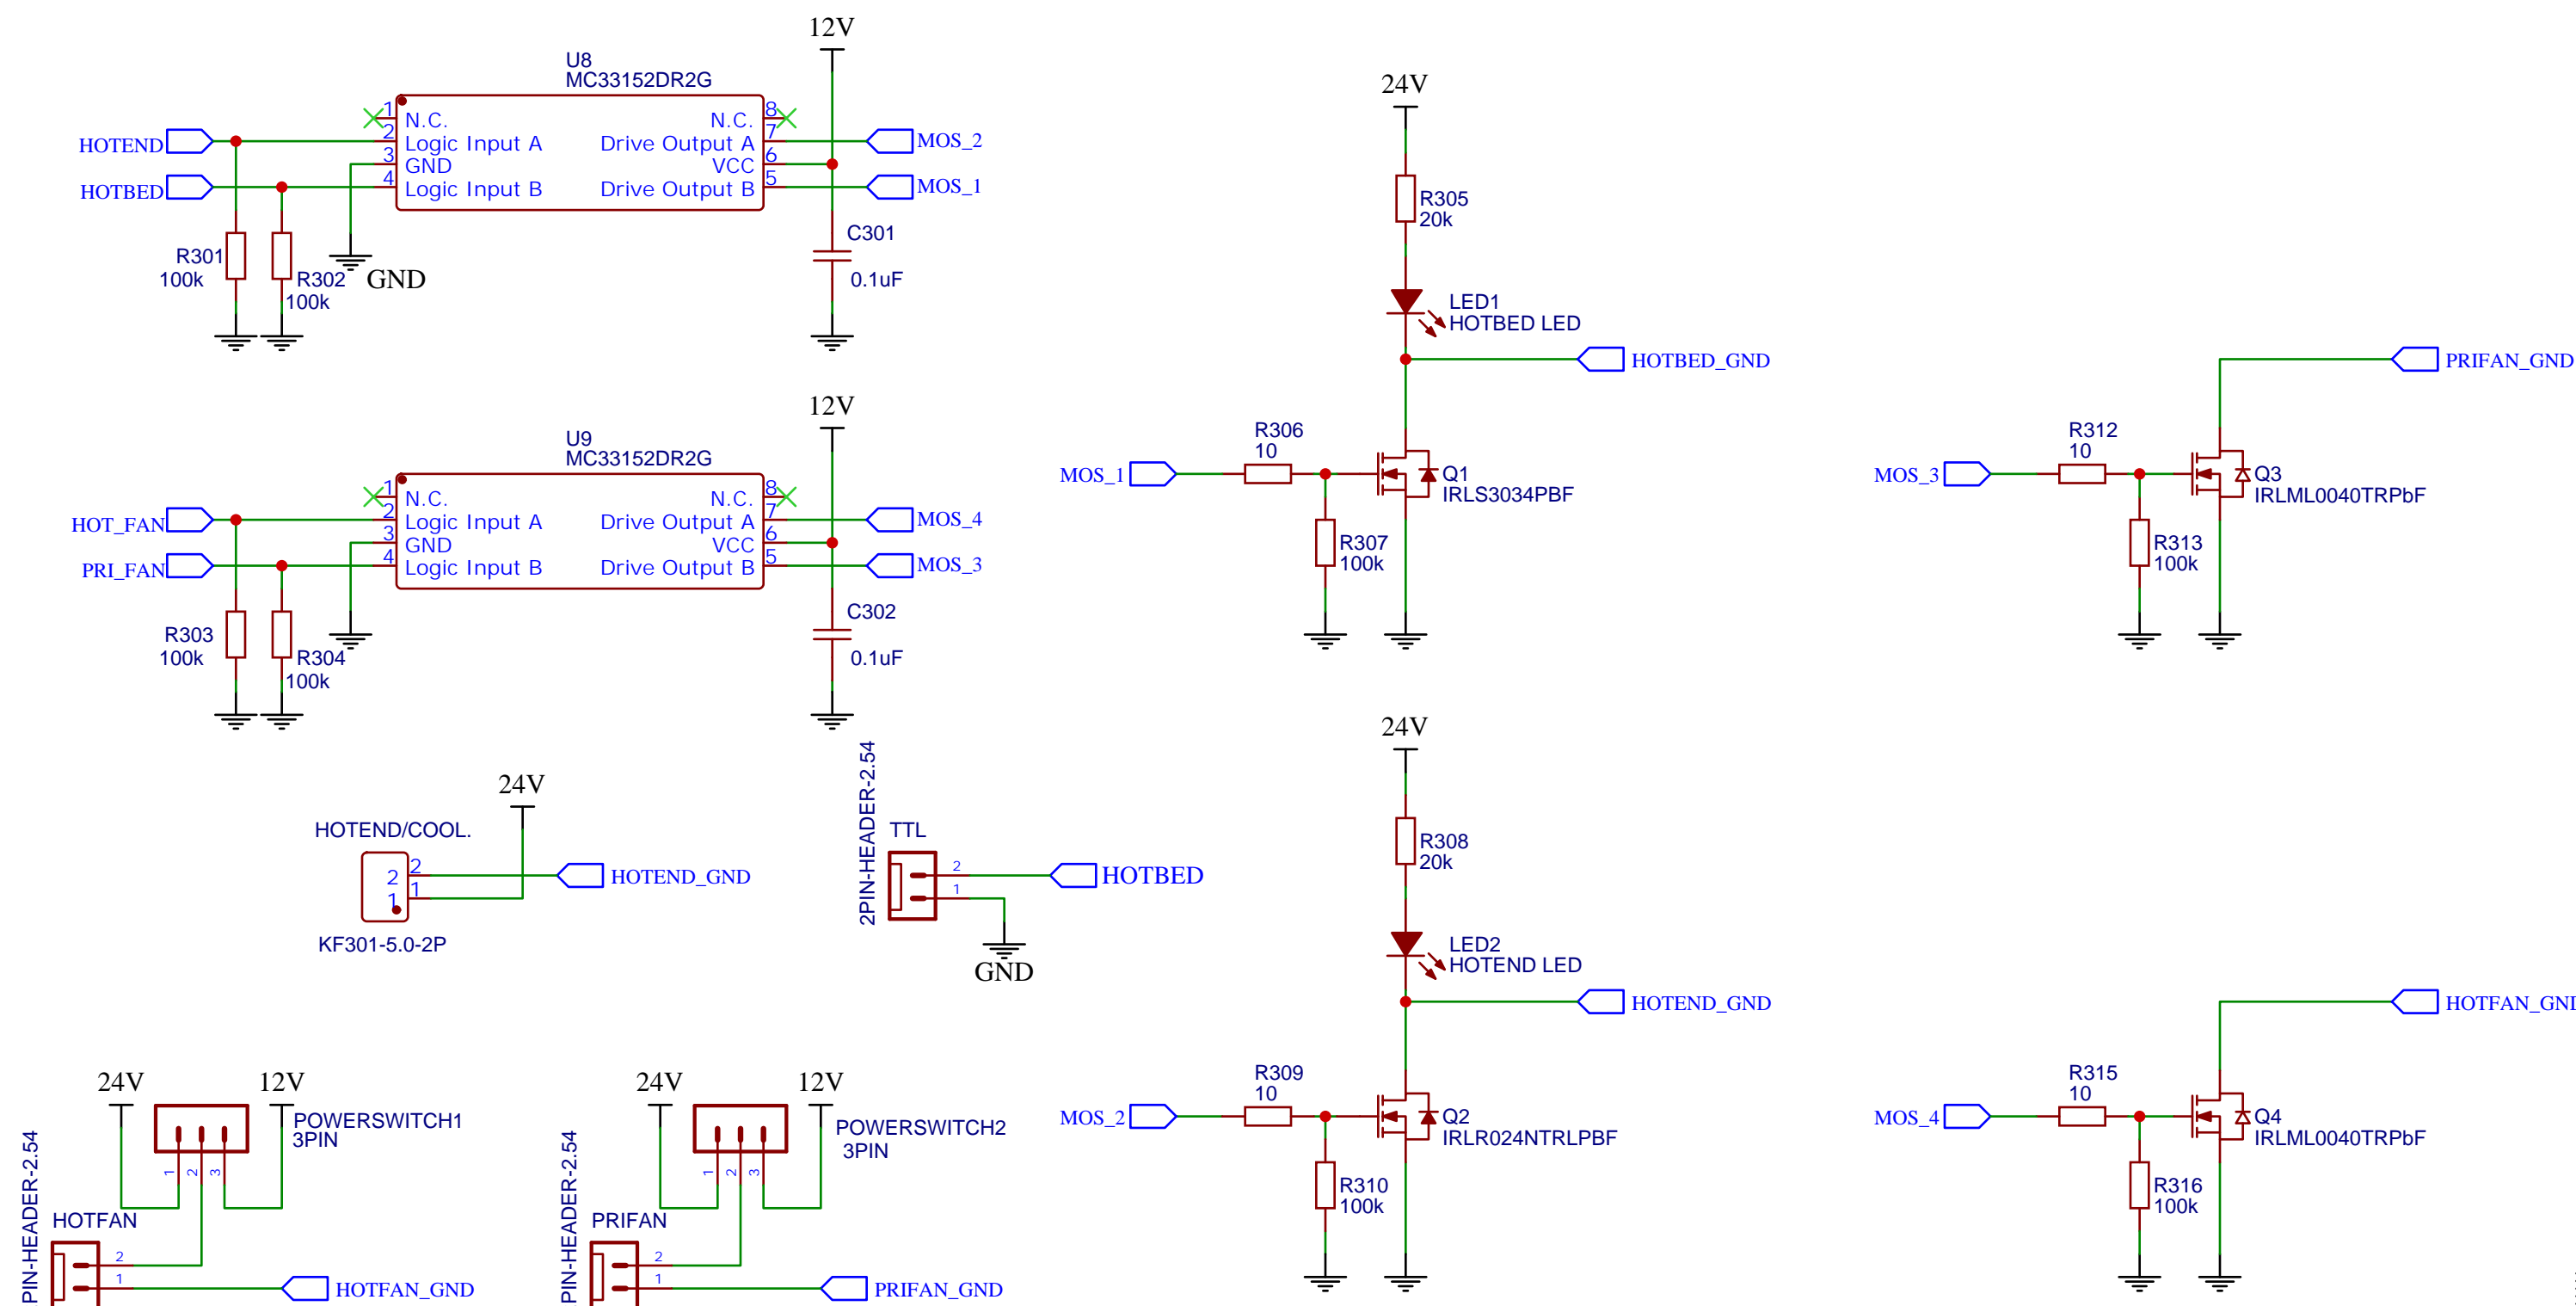 12V
U8
MC33152DR2G
1 N.C. N.C. 8
HOTEND 2 Logic Input A Drive Output A 7 MOS_2
3 GND VCC 6
HOTBED 4 Logic Input B Drive Output B 5 MOS_1
R301
100k
R302
100k
GND
C301
0.1uF
12V
U9
MC33152DR2G
1 N.C. N.C. 8
HOT_FAN 2 Logic Input A Drive Output A 7 MOS_4
3 GND VCC 6
PRI_FAN 4 Logic Input B Drive Output B 5 MOS_3
R303
100k
R304
100k
C302
0.1uF
24V
HOTEND/COOL.
2 2 HOTEND_GND
1 1
KF301-5.0-2P
2PIN-HEADER-2.54
TTL
2 HOTBED
1
GND
24V 12V
POWERSWITCH1
3PIN
1 2 3
PIN-HEADER-2.54
HOTFAN
2
1 HOTFAN_GND
24V 12V
POWERSWITCH2
3PIN
1 2 3
PIN-HEADER-2.54
PRIFAN
2
1 PRIFAN_GND
24V
R305
20k
LED1
HOTBED LED
HOTBED_GND
R306
10
MOS_1
Q1
IRLS3034PBF
R307
100k
24V
R308
20k
LED2
HOTEND LED
HOTEND_GND
R309
10
MOS_2
Q2
IRLR024NTRLPBF
R310
100k
PRIFAN_GND
R312
10
MOS_3
Q3
IRLML0040TRPbF
R313
100k
HOTFAN_GN
R315
10
MOS_4
Q4
IRLML0040TRPbF
R316
100k